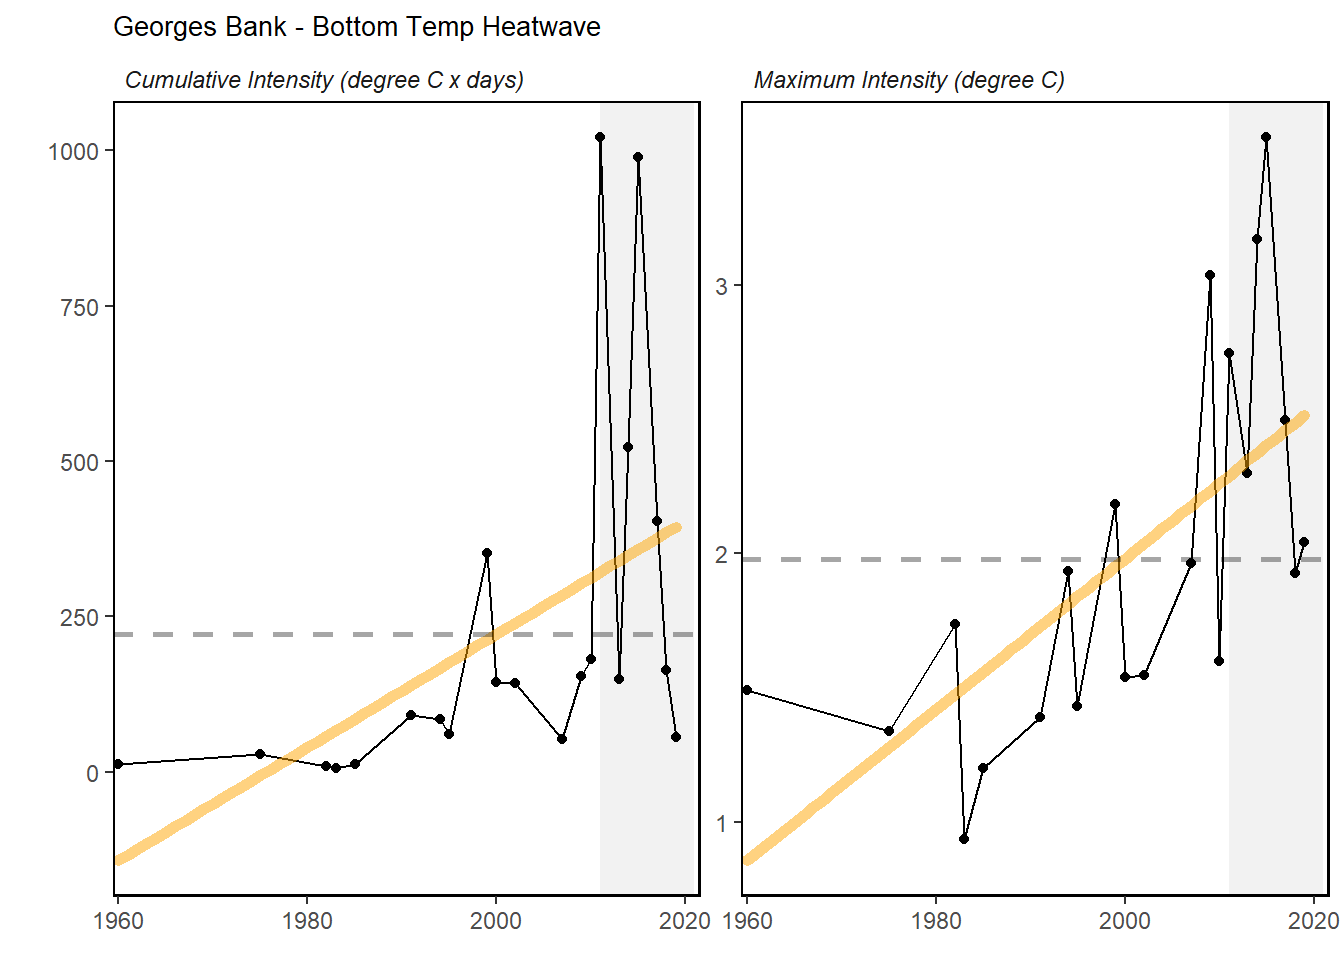 Georges Bank - Bottom Temp Heatwave
Cumulative Intensity (degree C x days)
1000
750
500
250
0
1960 1980 2000 2020
Maximum Intensity (degree C)
3
2
1
1960 1980 2000 2020